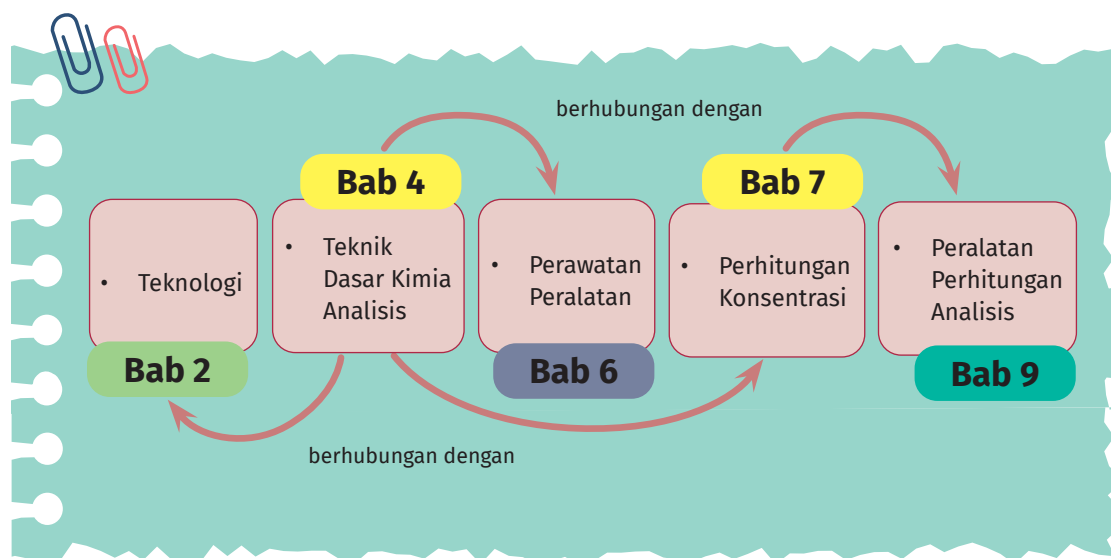 berhubungan dengan
Bab 4
Bab 7
• Teknologi
• Teknik
Dasar Kimia
Analisis
• Perawatan
Peralatan
• Perhitungan
Konsentrasi
• Peralatan
Perhitungan
Analisis
Bab 2
Bab 6
Bab 9
berhubungan dengan